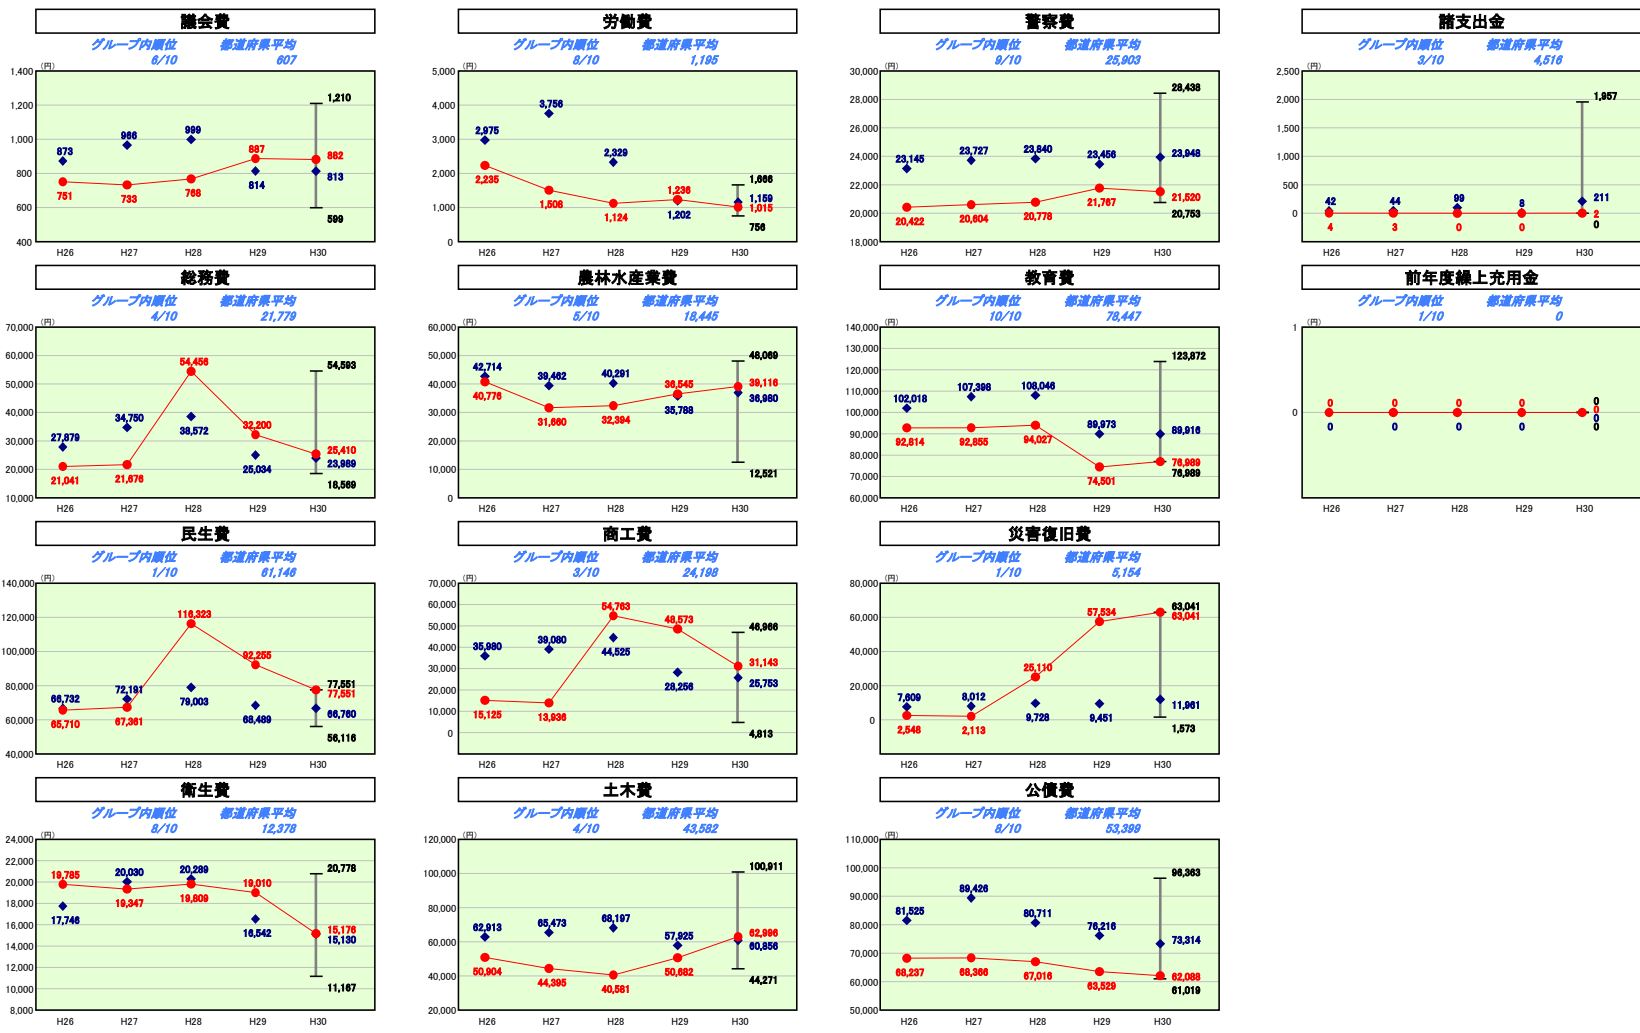 議会費
グループ内順位 都道府県平均
6/10 607
(円)
1,400
1,200
1,000
800
600
400
873 966 999 887 1,210
882
813
751 733 768 814 599
H26 H27 H28 H29 H30
労働費
グループ内順位 都道府県平均
8/10 1,195
(円)
5,000
4,000
3,000
2,000
1,000
0
2,975 3,756 2,329 1,236 1,666
1,159
1,015
2,235 1,508 1,124 1,202 756
H26 H27 H28 H29 H30
警察費
グループ内順位 都道府県平均
9/10 25,903
(円)
30,000
28,000
26,000
24,000
22,000
20,000
18,000
23,145 23,727 23,840 23,456 28,438
23,948
21,520
20,422 20,604 20,778 21,767 20,753
H26 H27 H28 H29 H30
諸支出金
グループ内順位 都道府県平均
3/10 4,516
(円)
2,500
2,000
1,500
1,000
500
0
42 44 99 8 1,957
211
2
4 3 0 0 0
H26 H27 H28 H29 H30
総務費
グループ内順位 都道府県平均
4/10 21,779
(円)
70,000
60,000
50,000
40,000
30,000
20,000
10,000
27,879 34,750 54,456 32,200 54,593
25,410
23,989
21,041 21,676 38,572 25,034 18,569
H26 H27 H28 H29 H30
農林水産業費
グループ内順位 都道府県平均
5/10 18,445
(円)
60,000
50,000
40,000
30,000
20,000
10,000
0
42,714 39,462 40,291 36,545 48,069
39,116
36,980
40,776 31,660 32,394 35,788 12,521
H26 H27 H28 H29 H30
教育費
グループ内順位 都道府県平均
10/10 78,447
(円)
140,000
130,000
120,000
110,000
100,000
90,000
80,000
70,000
60,000
102,018 107,398 108,046 89,973 123,872
89,916
76,989
92,814 92,855 94,027 74,501 76,989
H26 H27 H28 H29 H30
前年度繰上充用金
グループ内順位 都道府県平均
1/10 0
(円)
1
0
0 0 0 0 0
0
0
0 0 0 0 0
H26 H27 H28 H29 H30
民生費
グループ内順位 都道府県平均
1/10 61,146
(円)
140,000
120,000
100,000
80,000
60,000
40,000
66,732 72,191 116,323 92,255 77,551
77,551
66,760
65,710 67,361 79,003 68,489 56,116
H26 H27 H28 H29 H30
商工費
グループ内順位 都道府県平均
3/10 24,198
(円)
70,000
60,000
50,000
40,000
30,000
20,000
10,000
0
35,980 39,080 54,763 48,573 46,966
31,143
25,753
15,125 13,936 44,525 28,256 4,813
H26 H27 H28 H29 H30
災害復旧費
グループ内順位 都道府県平均
1/10 5,154
(円)
80,000
60,000
40,000
20,000
0
7,609 8,012 25,110 57,534 63,041
63,041
11,961
2,548 2,113 9,728 9,451 1,573
H26 H27 H28 H29 H30
衛生費
グループ内順位 都道府県平均
8/10 12,378
(円)
24,000
22,000
20,000
18,000
16,000
14,000
12,000
10,000
8,000
19,785 20,030 20,289 19,010 20,778
15,176
15,130
17,746 19,347 19,809 16,542 11,167
H26 H27 H28 H29 H30
土木費
グループ内順位 都道府県平均
4/10 43,582
(円)
120,000
100,000
80,000
60,000
40,000
20,000
62,913 65,473 68,197 57,925 100,911
62,996
60,856
50,904 44,395 40,581 50,682 44,271
H26 H27 H28 H29 H30
公債費
グループ内順位 都道府県平均
8/10 53,399
(円)
110,000
100,000
90,000
80,000
70,000
60,000
50,000
81,525 89,426 80,711 76,216 96,363
73,314
62,088
68,237 68,366 67,016 63,529 61,019
H26 H27 H28 H29 H30